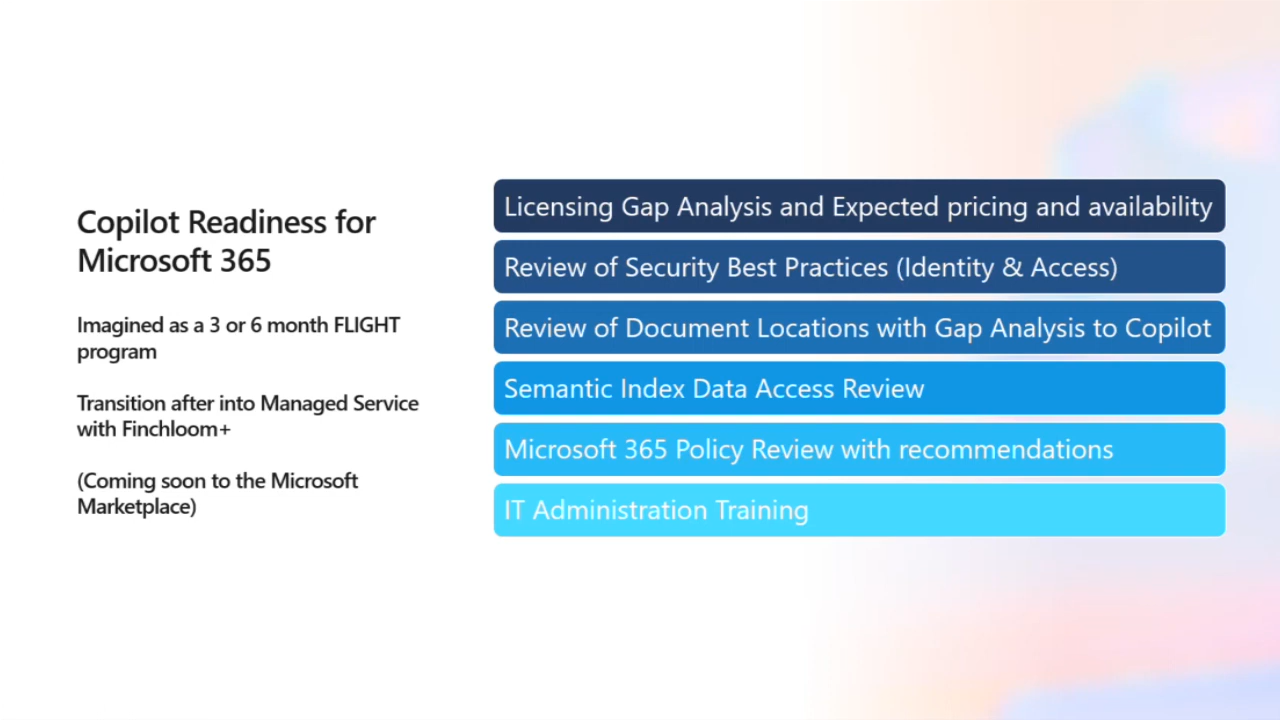 Copilot Readiness for
Microsoft 365
Imagined as a 3 or 6 month FLIGHT
program
Transition after into Managed Service
with Finchloom+
(Coming soon to the Microsoft
Marketplace)
Licensing Gap Analysis and Expected pricing and availability
Review of Security Best Practices (Identity & Access)
Review of Document Locations with Gap Analysis to Copilot
Semantic Index Data Access Review
Microsoft 365 Policy Review with recommendations
IT Administration Training